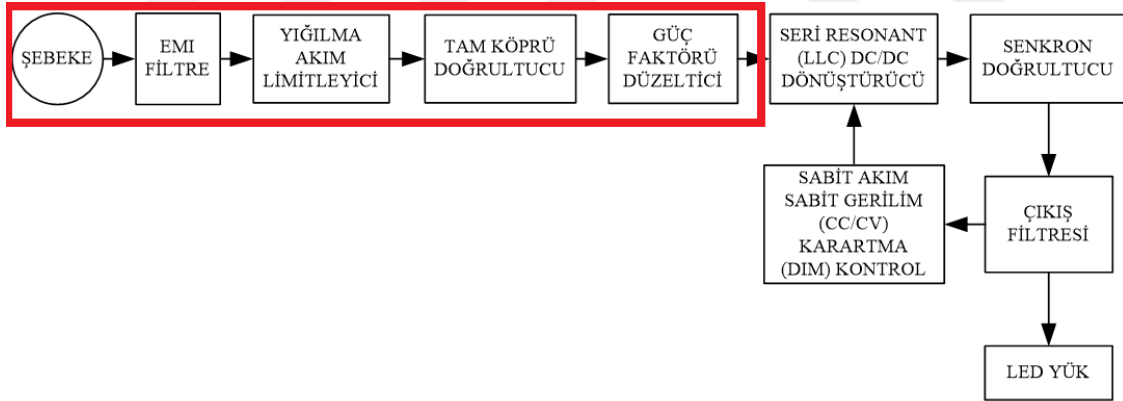 ŞEBEKE
EMI
FİLTRE
YIĞILMA
AKIM
LİMİTLEYİCİ
TAM KÖPRÜ
DOĞRULTUCU
GÜÇ
FAKTÖRÜ
DÜZELTİCİ
SERİ RESONANT
(LLC) DC/DC
DÖNÜŞTÜRÜCÜ
SENKRON
DOĞRULTUCU
SABİT AKIM
SABİT GERİLİM
(CC/CV)
KARARTMA
(DIM) KONTROL
ÇIKIŞ
FİLTRESİ
LED YÜK